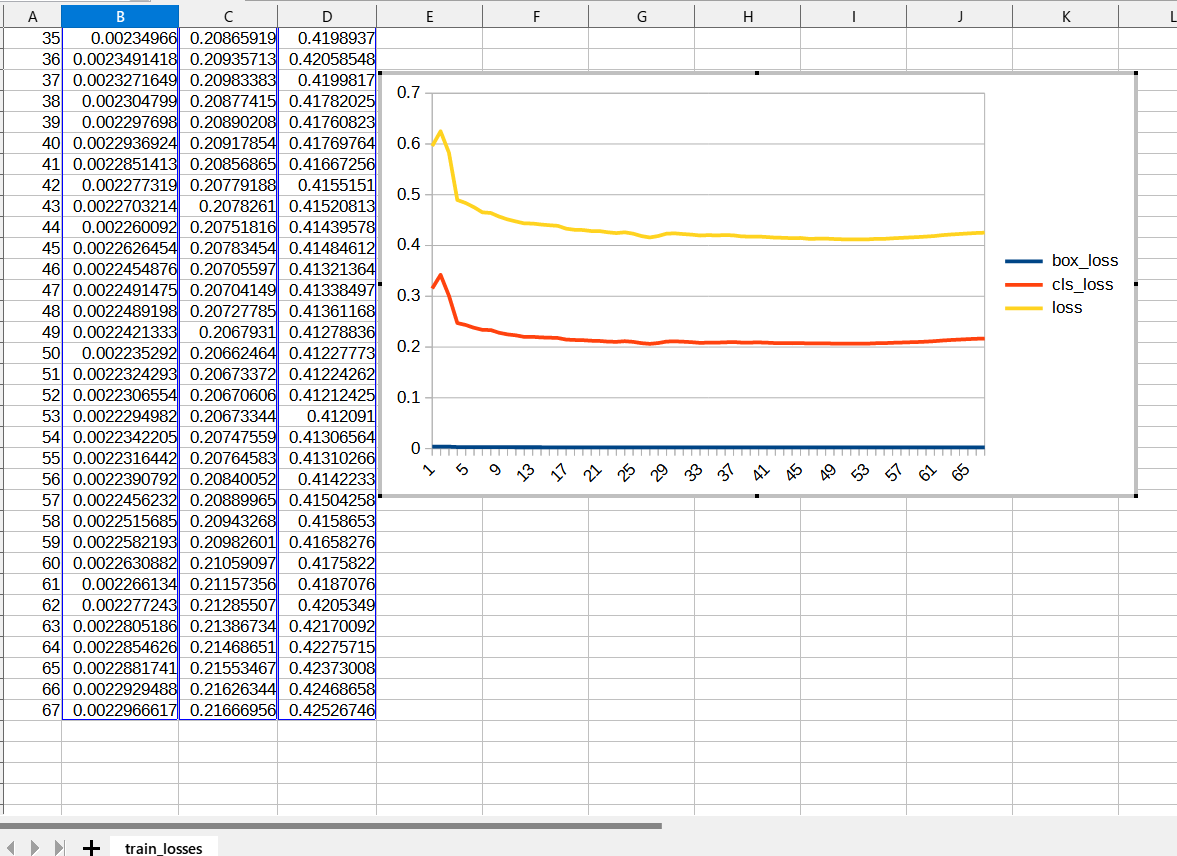 A B C D E F G H I J K L
35 0.00234966 0.20865919 0.4198937
36 0.0023491418 0.20935713 0.42058548
37 0.0023271649 0.20983383 0.4199817
38 0.002304799 0.20877415 0.41782025
39 0.002297698 0.20890208 0.41760823
40 0.0022936924 0.20917854 0.41769764
41 0.0022851413 0.20856865 0.41667256
42 0.002277319 0.20779188 0.4155151
43 0.0022703214 0.2078261 0.41520813
44 0.002260092 0.20751816 0.41439578
45 0.0022626454 0.20783454 0.41484612
46 0.0022454876 0.20705597 0.41321364
47 0.0022491475 0.20704149 0.41338497
48 0.0022489198 0.20727785 0.41361168
49 0.0022421333 0.2067931 0.41278836
50 0.002235292 0.20662464 0.41227773
51 0.0022324293 0.20673372 0.41224262
52 0.0022306554 0.20670606 0.41212425
53 0.0022294982 0.20673344 0.412091
54 0.0022342205 0.20747559 0.41306564
55 0.0022316442 0.20764583 0.41310266
56 0.0022390792 0.20840052 0.4142233
57 0.0022456232 0.20889965 0.41504258
58 0.0022515685 0.20943268 0.4158653
59 0.0022582193 0.20982601 0.41658276
60 0.0022630882 0.21059097 0.4175822
61 0.002266134 0.21157356 0.4187076
62 0.002277243 0.21285507 0.4205349
63 0.0022805186 0.21386734 0.42170092
64 0.0022854626 0.21468651 0.42275715
65 0.0022881741 0.21553467 0.42373008
66 0.0022929488 0.21626344 0.42468658
67 0.0022966617 0.21666956 0.42526746
0.7
0.6
0.5
0.4
0.3
0.2
0.1
0
1 5 9 13 17 21 25 29 33 37 41 45 49 53 57 61 65
box_loss
cls_loss
loss
train_losses